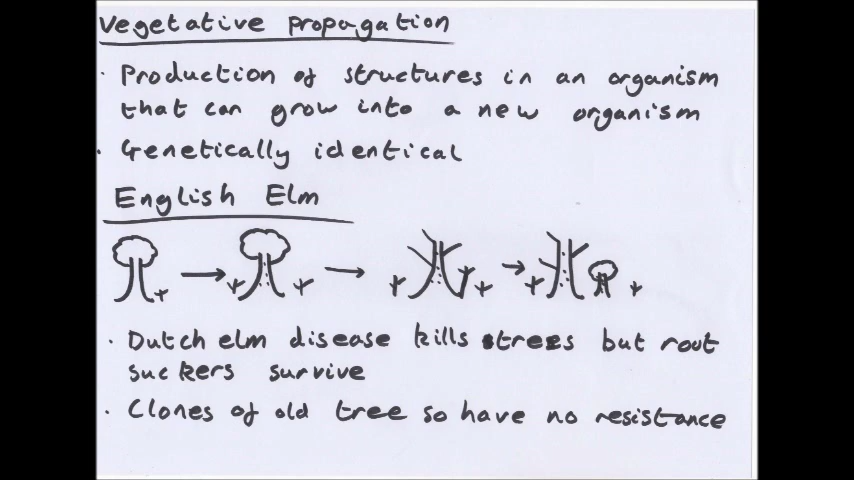 Vegetative Propagation
· Production of structures in an organism
that can grow into a new organism
· Genetically identical
English Elm
· Dutch elm disease kills trees but root
suckers survive
· Clones of old tree so have no resistance